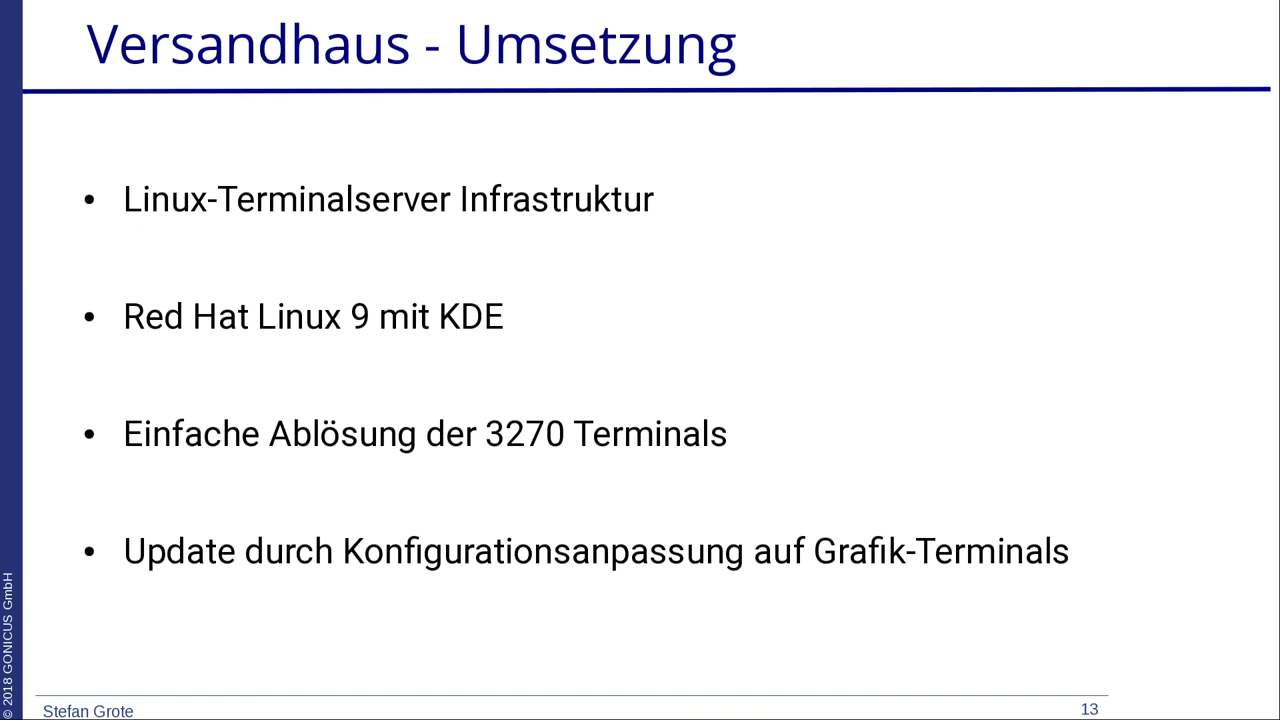 Versandhaus - Umsetzung
• Linux-Terminalserver Infrastruktur
• Red Hat Linux 9 mit KDE
• Einfache Ablösung der 3270 Terminals
• Update durch Konfigurationsanpassung auf Grafik-Terminals
© 2018 GONICUS GmbH
Stefan Grote
13